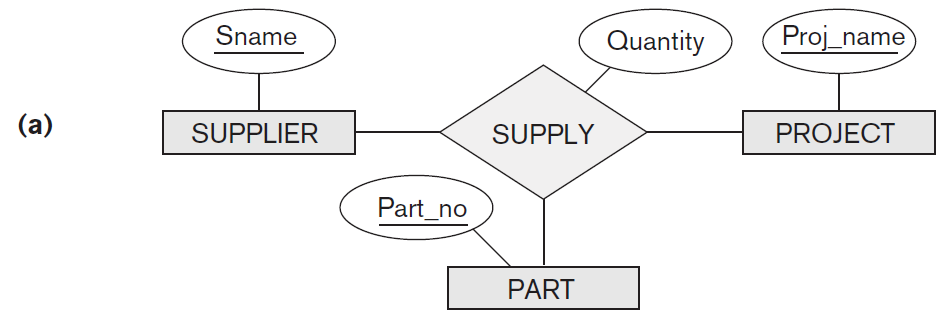 Sname
Quantity
Proj_name
(a)
SUPPLIER
SUPPLY
PROJECT
Part_no
PART